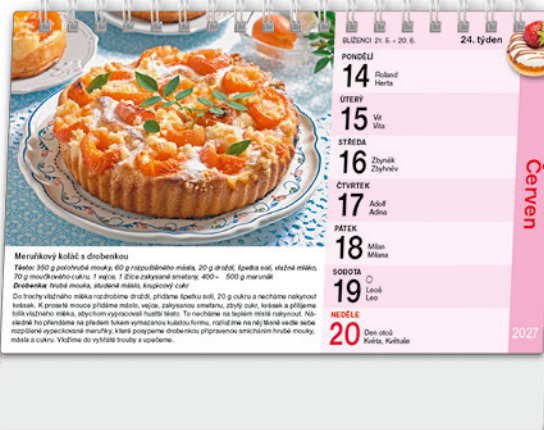 Meruňkový koláč s drobenkou
Těsto: 350 g polohrubé mouky, 60 g rozpuštěného másla, 20 g droždí, špetka soli, vlažné mléko,
70 g moučkového cukru, 1 vejce, 1 lžíce zakysané smetany, 400 – 500 g meruněk
Drobenka: hrubá mouka, studené máslo, krupicový cukr
Do trochy vlažného mléka rozdrobíme droždí, přidáme špetku soli, 20 g cukru a necháme nakynout
kvásek. K proseté mouce přidáme máslo, vejce, zakysanou smetanu, zbylý cukr, kvásek a přilijeme
tolik vlažného mléka, abychom vypracovali hustší těsto. To necháme na teplém místě nakynout. Ná-
sledně ho přendáme na předem tukem vymazanou kulatou formu, rozložíme na něj těsně vedle sebe
rozpůlené vypeckované meruňky, které posypeme drobenkou připravenou smícháním hrubé mouky,
másla a cukru. Vložíme do vyhřáté trouby a upečeme.
BLÍŽENCI 21. 5. – 20. 6.
24. týden
PONDĚLÍ
14 Roland
Herta
ÚTERÝ
15 Vít
Vita
STŘEDA
16 Zbyněk
Zbyhněv
ČTVRTEK
17 Adolf
Adina
PÁTEK
18 Milan
Milana
SOBOTA
19 Leoš
Leo
NEDĚLE
20 Den otců
Květa, Květuše
Červen
2027